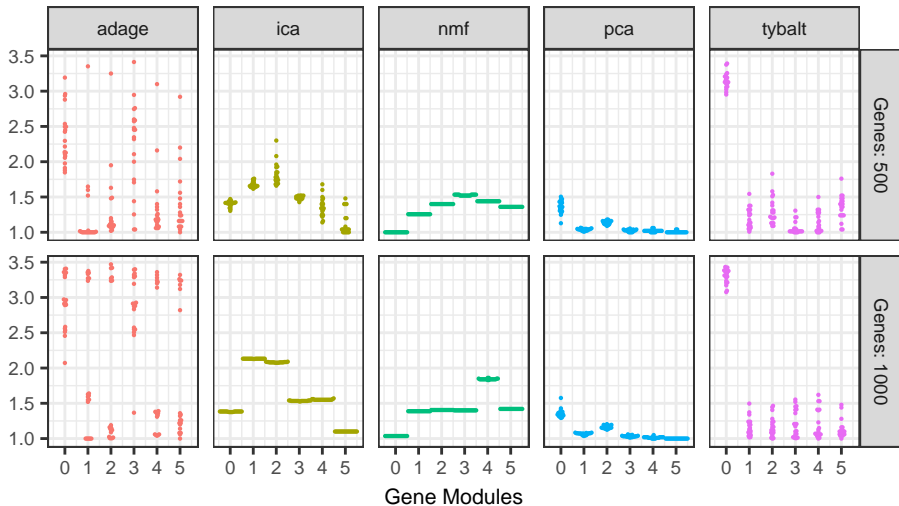 adage ica nmf pca tybalt
3.5
3.0
2.5
2.0
1.5
1.0
Genes: 500
3.5
3.0
2.5
2.0
1.5
1.0
Genes: 1000
0 1 2 3 4 5 0 1 2 3 4 5 0 1 2 3 4 5 0 1 2 3 4 5 0 1 2 3 4 5
Gene Modules